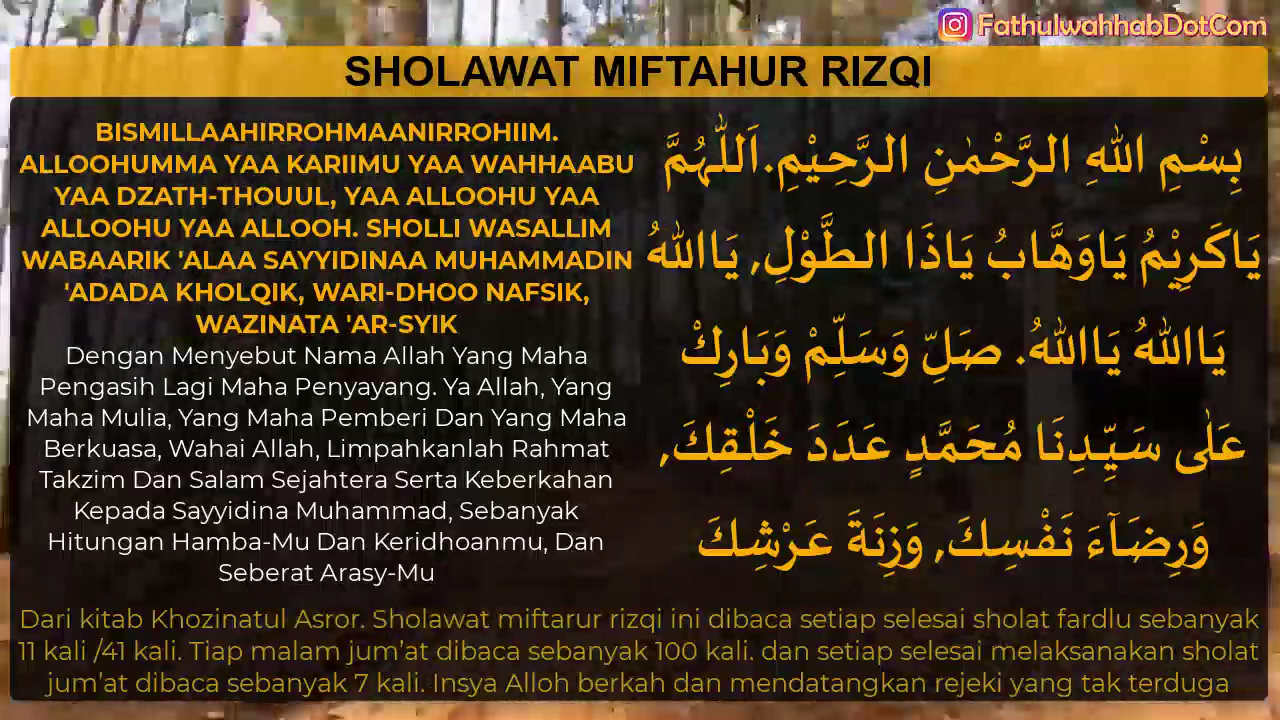 FathulwahhabDotCom
SHOLAWAT MIFTAHUR RIZQI
BISMILLAAHIRROHMAANIRROHIIM.
ALLOOHUMMA YAA KARIIMU YAA WAHHAABU
YAA DZATH-THOUUL, YAA ALLOOHU YAA
ALLOOHU YAA ALLOOH. SHOLLI WASALLIM
WABAARIK 'ALAA SAYYIDINAA MUHAMMADIN
'ADADA KHOLQIK, WARI-DHOO NAFSIK,
WAZINATA 'AR-SYIK
Dengan Menyebut Nama Allah Yang Maha
Pengasih Lagi Maha Penyayang. Ya Allah, Yang
Maha Mulia, Yang Maha Pemberi Dan Yang Maha
Berkuasa, Wahai Allah, Limpahkanlah Rahmat
Takzim Dan Salam Sejahtera Serta Keberkahan
Kepada Sayyidina Muhammad, Sebanyak
Hitungan Hamba-Mu Dan Keridhoanmu, Dan
Seberat Arasy-Mu
بِسْمِ اللهِ الرَّحْمٰنِ الرَّحِيْمِ.اَللّٰهُمَّ
يَاكَرِيْمُ يَاوَهَّابُ يَاذَا الطَّوْلِ, يَااللهُ
يَااللهُ يَااللهُ. صَلِّ وَسَلِّمْ وَبَارِكْ
عَلٰى سَيِّدِنَا مُحَمَّدٍ عَدَدَ خَلْقِكَ,
وَرِضَآءَ نَفْسِكَ, وَزِنَةَ عَرْشِكَ
Dari kitab Khozinatul Asror. Sholawat miftarur rizqi ini dibaca setiap selesai sholat fardlu sebanyak
11 kali /41 kali. Tiap malam jum’at dibaca sebanyak 100 kali. dan setiap selesai melaksanakan sholat
jum’at dibaca sebanyak 7 kali. Insya Alloh berkah dan mendatangkan rejeki yang tak terduga